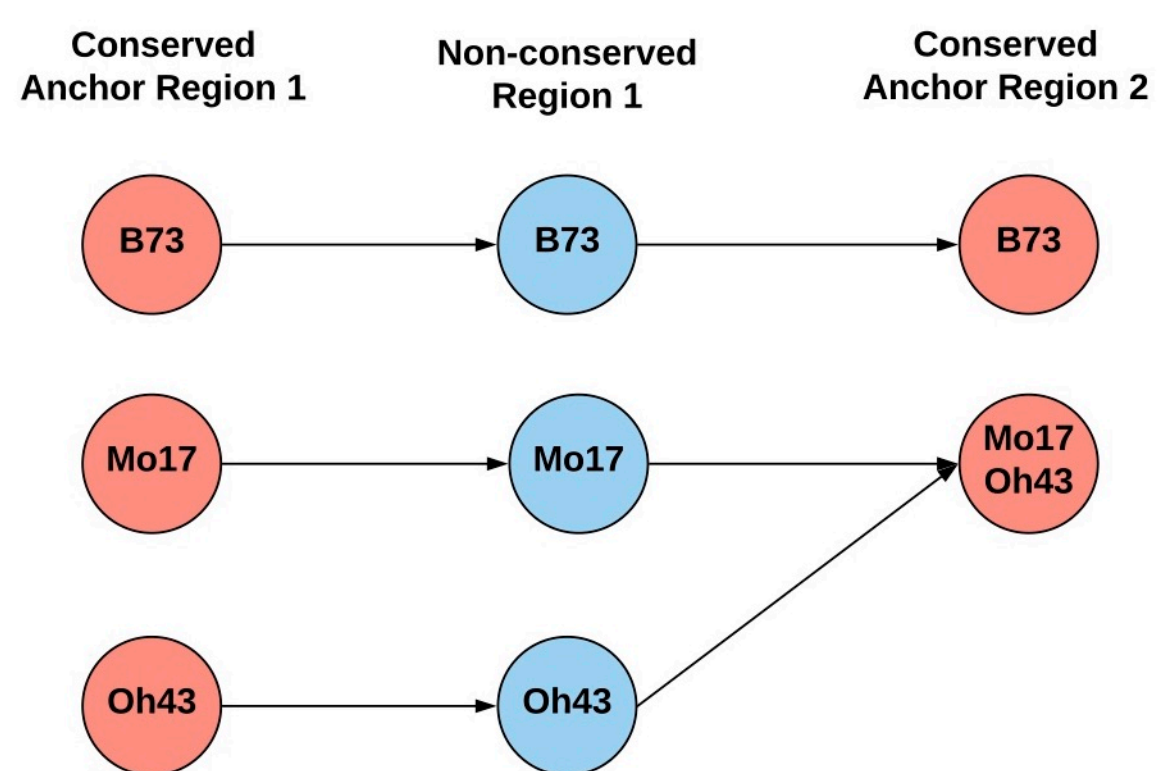 Conserved
Anchor Region 1
Non-conserved
Region 1
Conserved
Anchor Region 2
B73
B73
B73
Mo17
Mo17
Mo17
Oh43
Oh43
Oh43